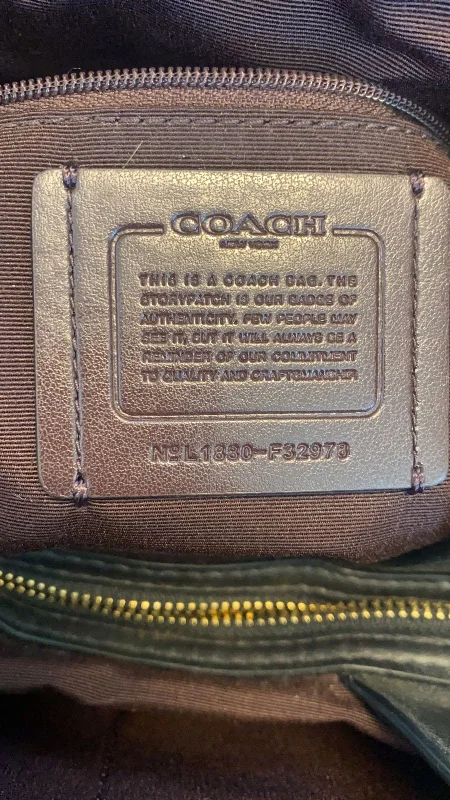 COACH
NEW YORK
THIS IS A COACH BAG. THE
STORYPATCH IS OUR BADGE OF
AUTHENTICITY. FEW PEOPLE MAY
SEE IT, BUT IT WILL ALWAYS BE A
REMINDER OF OUR COMMITMENT
TO QUALITY AND CRAFTSMANSHIP
Nº L1880-F32978